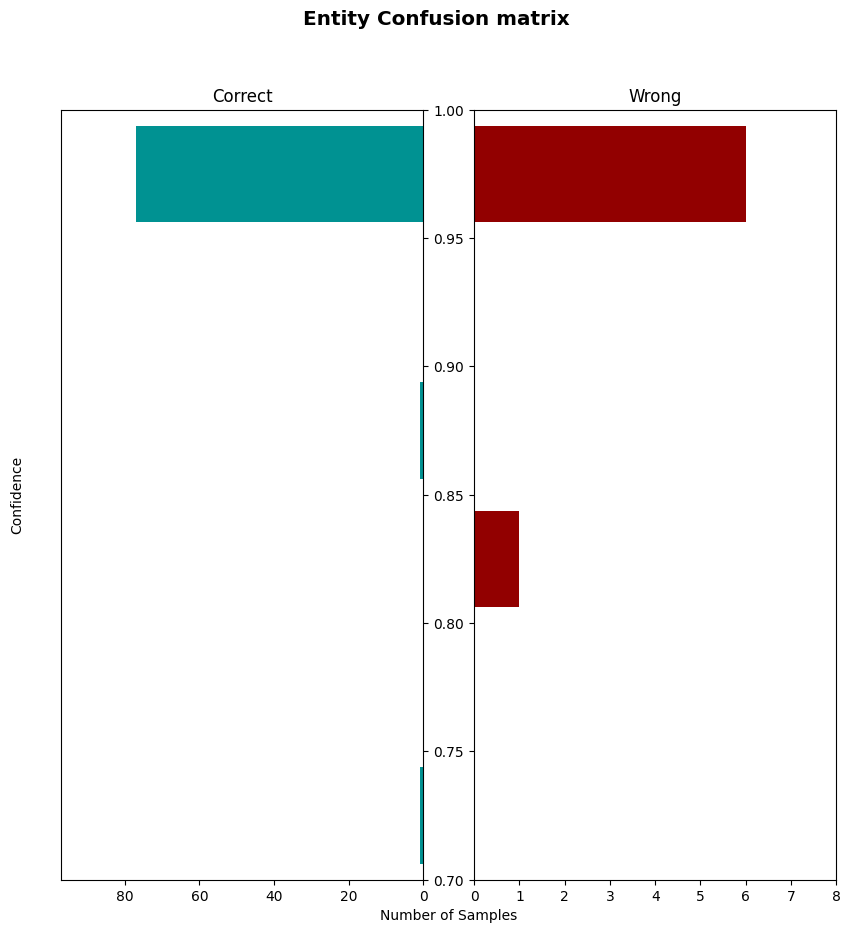 Entity Confusion matrix
Correct
Wrong
1.00
0.95
0.90
0.85
0.80
0.75
0.70
Confidence
80 60 40 20 0
0 1 2 3 4 5 6 7 8
Number of Samples